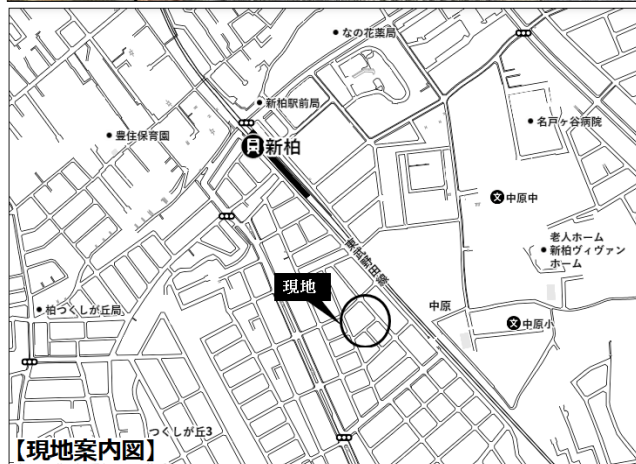 なの花薬局
新柏駅前局
豊住保育園
名戸ヶ谷病院
新柏
中原中
東武野田線
老人ホーム
新柏ヴィヴァン
ホーム
現地
中原
柏つくしが丘局
中原小
つくしが丘3
【現地案内図】